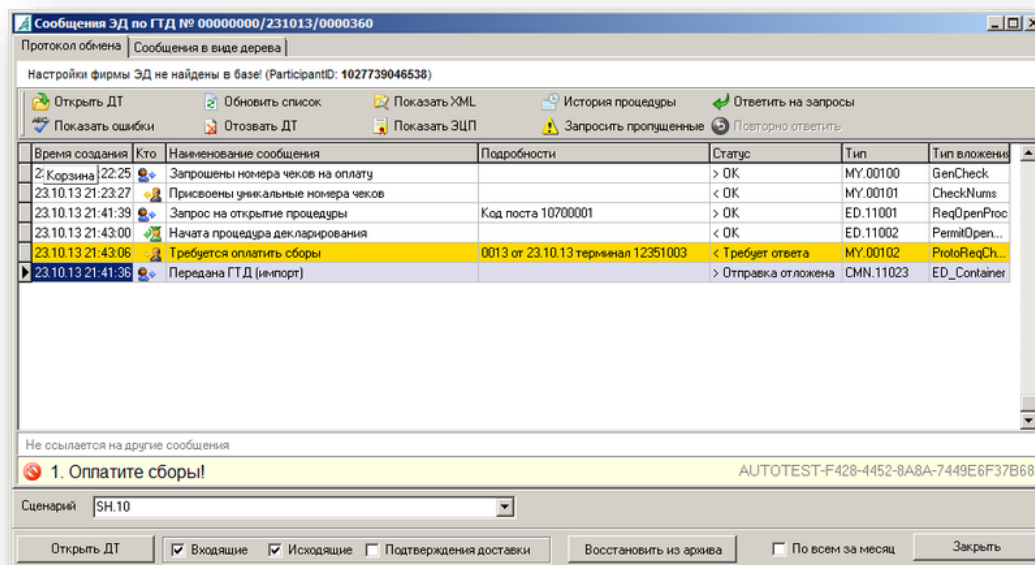 Сообщения ЭД по ГТД № 00000000/231013/0000360
Протокол обмена Сообщения в виде дерева
Настройки фирмы ЭД не найдены в базе! (ParticipantID: 1027739046538)
Открыть ДТ Обновить список Показать XML История процедуры Ответить на запросы
Показать ошибки Отозвать ДТ Показать ЭЦП Запросить пропущенные Повторно ответить
Время создания Кто Наименование сообщения Подробности Статус Тип Тип вложения
Корзина 22:25 Запрошены номера чеков на оплату > OK MY.00100 GenCheck
23.10.13 21:23:27 Присвоены уникальные номера чеков < OK MY.00101 CheckNums
23.10.13 21:41:39 Запрос на открытие процедуры Код поста 10700001 > OK ED.11001 ReqOpenProc
23.10.13 21:43:00 Начата процедура декларирования < OK ED.11002 PermitOpen...
23.10.13 21:43:06 Требуется оплатить сборы 0013 от 23.10.13 терминал 12351003 < Требует ответа MY.00102 ProtoReqCh...
23.10.13 21:41:36 Передана ГТД (импорт) > Отправка отложена CMN.11023 ED_Container
Не ссылается на другие сообщения
1. Оплатите сборы! AUTOTEST-F428-4452-8A8A-7449E6F37B68
Сценарий SH.10
Открыть ДТ Входящие Исходящие Подтверждения доставки Восстановить из архива По всем за месяц Закрыть